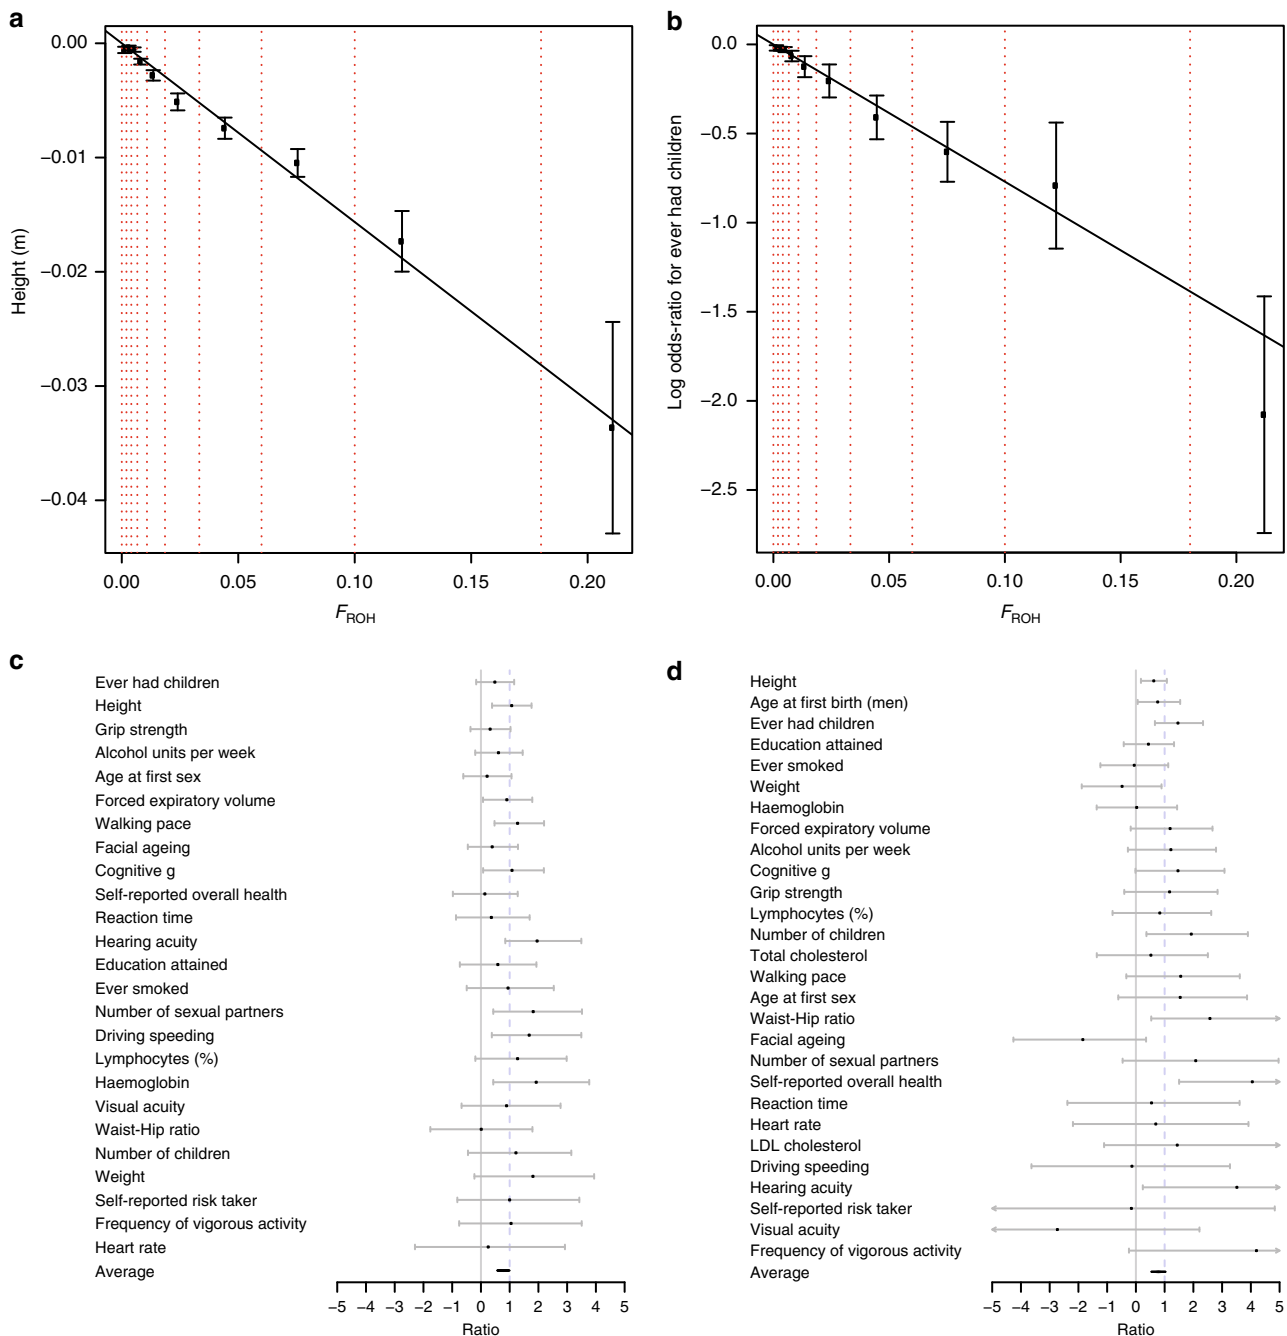 a
0.00
−0.01
−0.02
−0.03
−0.04
Height (m)
0.00 0.05 0.10 0.15 0.20
FROH
b
0.0
−0.5
−1.0
−1.5
−2.0
−2.5
Log odds-ratio for ever had children
0.00 0.05 0.10 0.15 0.20
FROH
c
Ever had children
Height
Grip strength
Alcohol units per week
Age at first sex
Forced expiratory volume
Walking pace
Facial ageing
Cognitive g
Self-reported overall health
Reaction time
Hearing acuity
Education attained
Ever smoked
Number of sexual partners
Driving speeding
Lymphocytes (%)
Haemoglobin
Visual acuity
Waist-Hip ratio
Number of children
Weight
Self-reported risk taker
Frequency of vigorous activity
Heart rate
Average
−5 −4 −3 −2 −1 0 1 2 3 4 5
Ratio
d
Height
Age at first birth (men)
Ever had children
Education attained
Ever smoked
Weight
Haemoglobin
Forced expiratory volume
Alcohol units per week
Cognitive g
Grip strength
Lymphocytes (%)
Number of children
Total cholesterol
Walking pace
Age at first sex
Waist-Hip ratio
Facial ageing
Number of sexual partners
Self-reported overall health
Reaction time
Heart rate
LDL cholesterol
Driving speeding
Hearing acuity
Self-reported risk taker
Visual acuity
Frequency of vigorous activity
Average
−5 −4 −3 −2 −1 0 1 2 3 4 5
Ratio